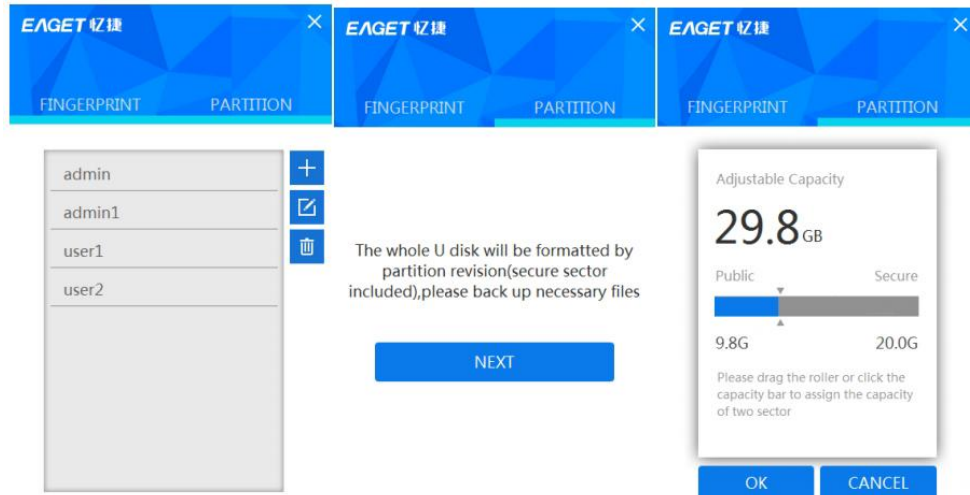 EAGET 忆捷
FINGERPRINT PARTITION
admin
admin1
user1
user2
EAGET 忆捷
FINGERPRINT PARTITION
The whole U disk will be formatted by
partition revision(secure sector
included),please back up necessary files
NEXT
EAGET 忆捷
FINGERPRINT PARTITION
Adjustable Capacity
29.8 GB
Public Secure
9.8G 20.0G
Please drag the roller or click the
capacity bar to assign the capacity
of two sector
OK CANCEL